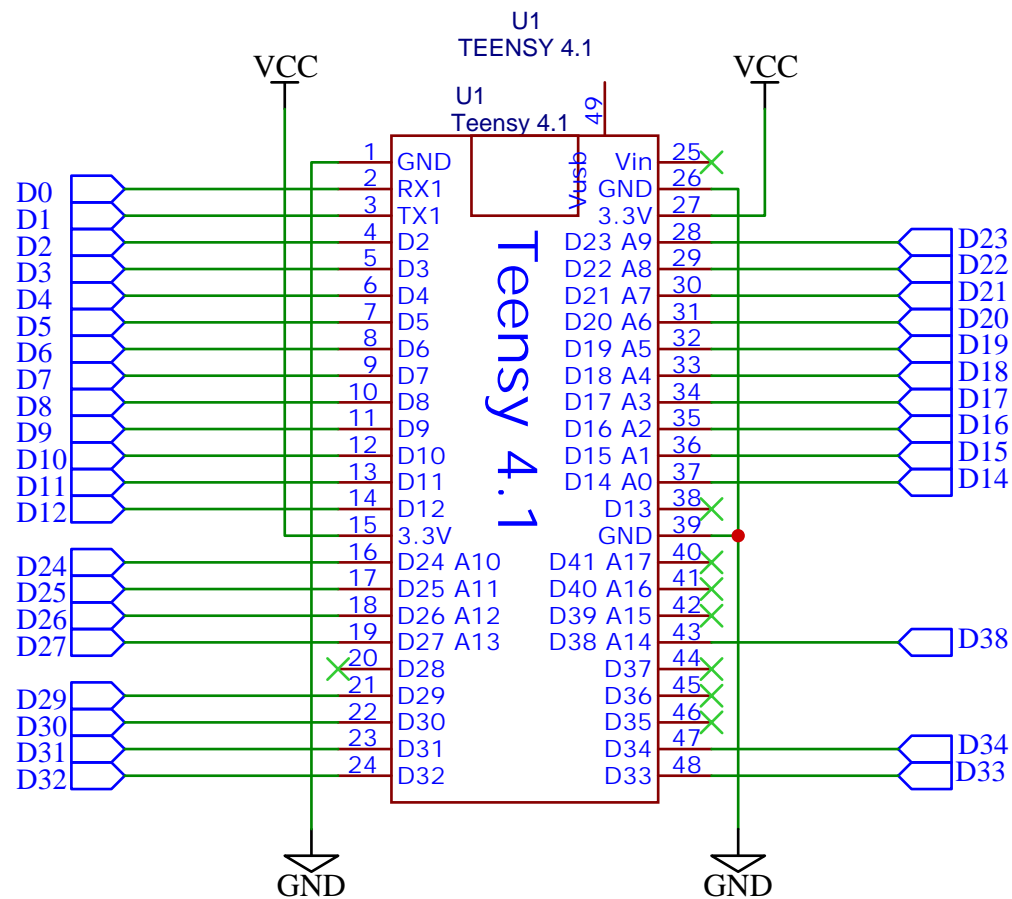 U1
TEENSY 4.1
VCC
VCC
U1
Teensy 4.1
49
Vusb
Teensy 4.1
1 GND
D0 2 RX1
D1 3 TX1
D2 4 D2
D3 5 D3
D4 6 D4
D5 7 D5
D6 8 D6
D7 9 D7
D8 10 D8
D9 11 D9
D10 12 D10
D11 13 D11
D12 14 D12
15 3.3V
D24 16 D24 A10
D25 17 D25 A11
D26 18 D26 A12
D27 19 D27 A13
20 D28
D29 21 D29
D30 22 D30
D31 23 D31
D32 24 D32
Vin 25
GND 26
3.3V 27
D23 A9 28 D23
D22 A8 29 D22
D21 A7 30 D21
D20 A6 31 D20
D19 A5 32 D19
D18 A4 33 D18
D17 A3 34 D17
D16 A2 35 D16
D15 A1 36 D15
D14 A0 37 D14
D13 38
GND 39
D41 A17 40
D40 A16 41
D39 A15 42
D38 A14 43 D38
D37 44
D36 45
D35 46
D34 47 D34
D33 48 D33
GND
GND